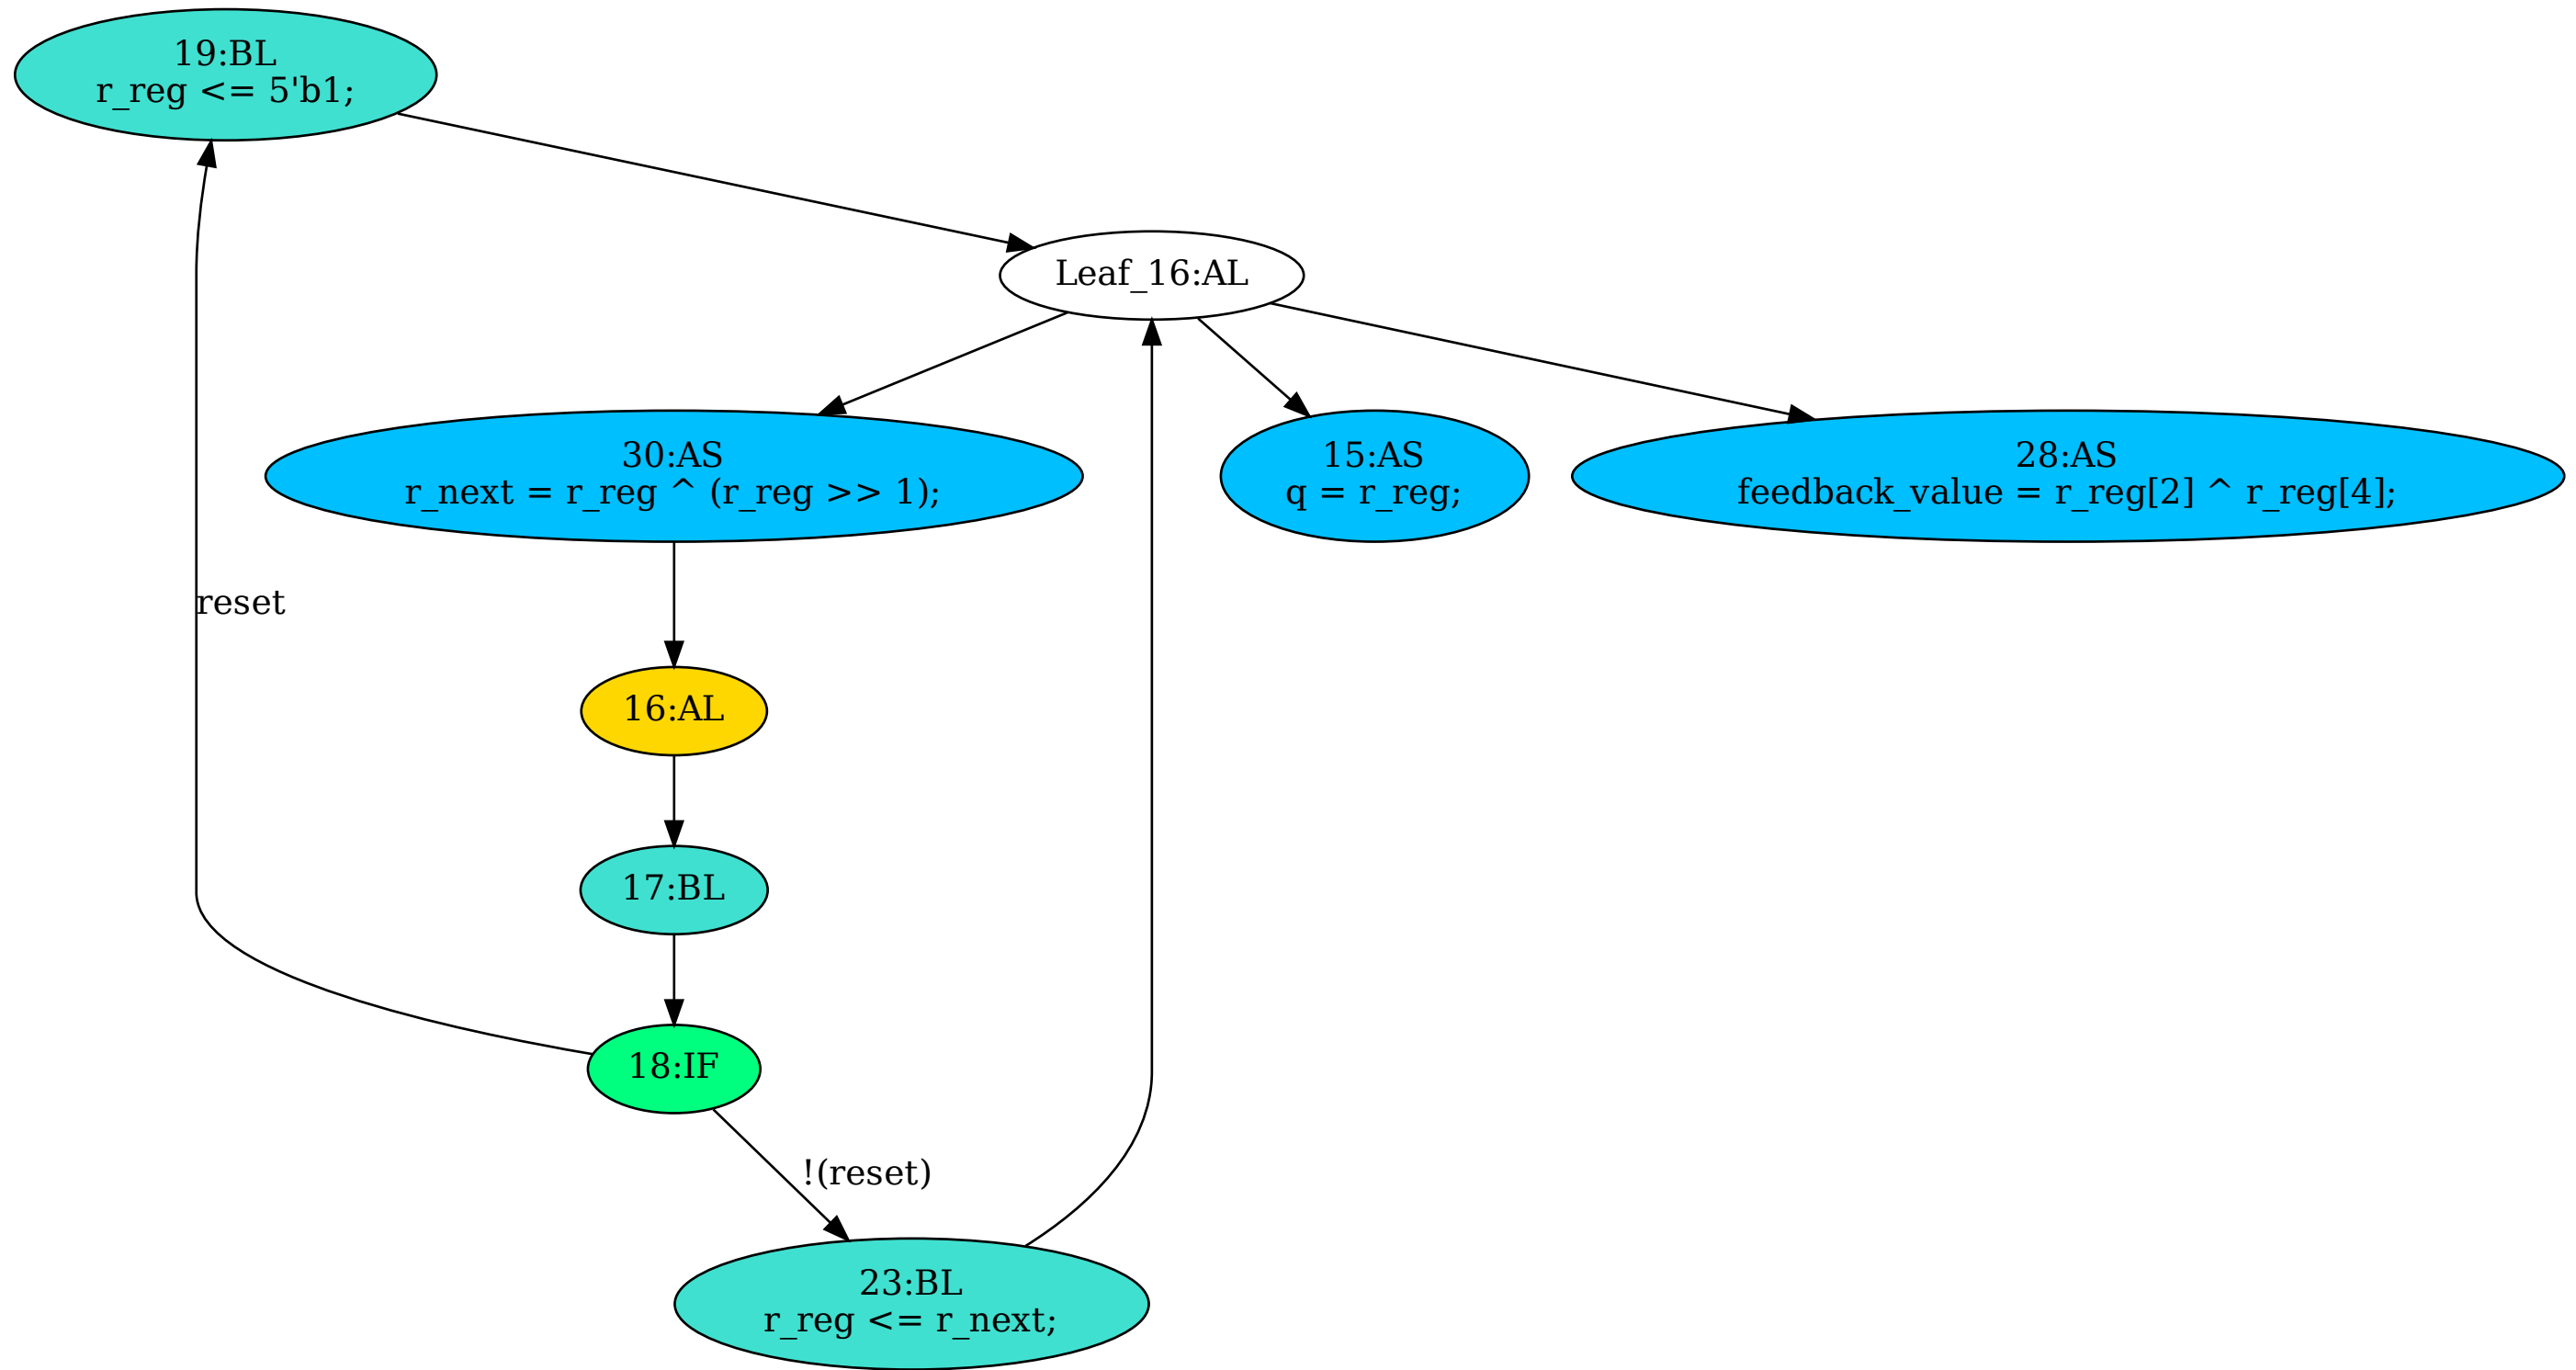 19:BL
r_reg <= 5'b1;
Leaf_16:AL
30:AS
r_next = r_reg ^ (r_reg >> 1);
15:AS
q = r_reg;
28:AS
feedback_value = r_reg[2] ^ r_reg[4];
reset
16:AL
17:BL
18:IF
!(reset)
23:BL
r_reg <= r_next;